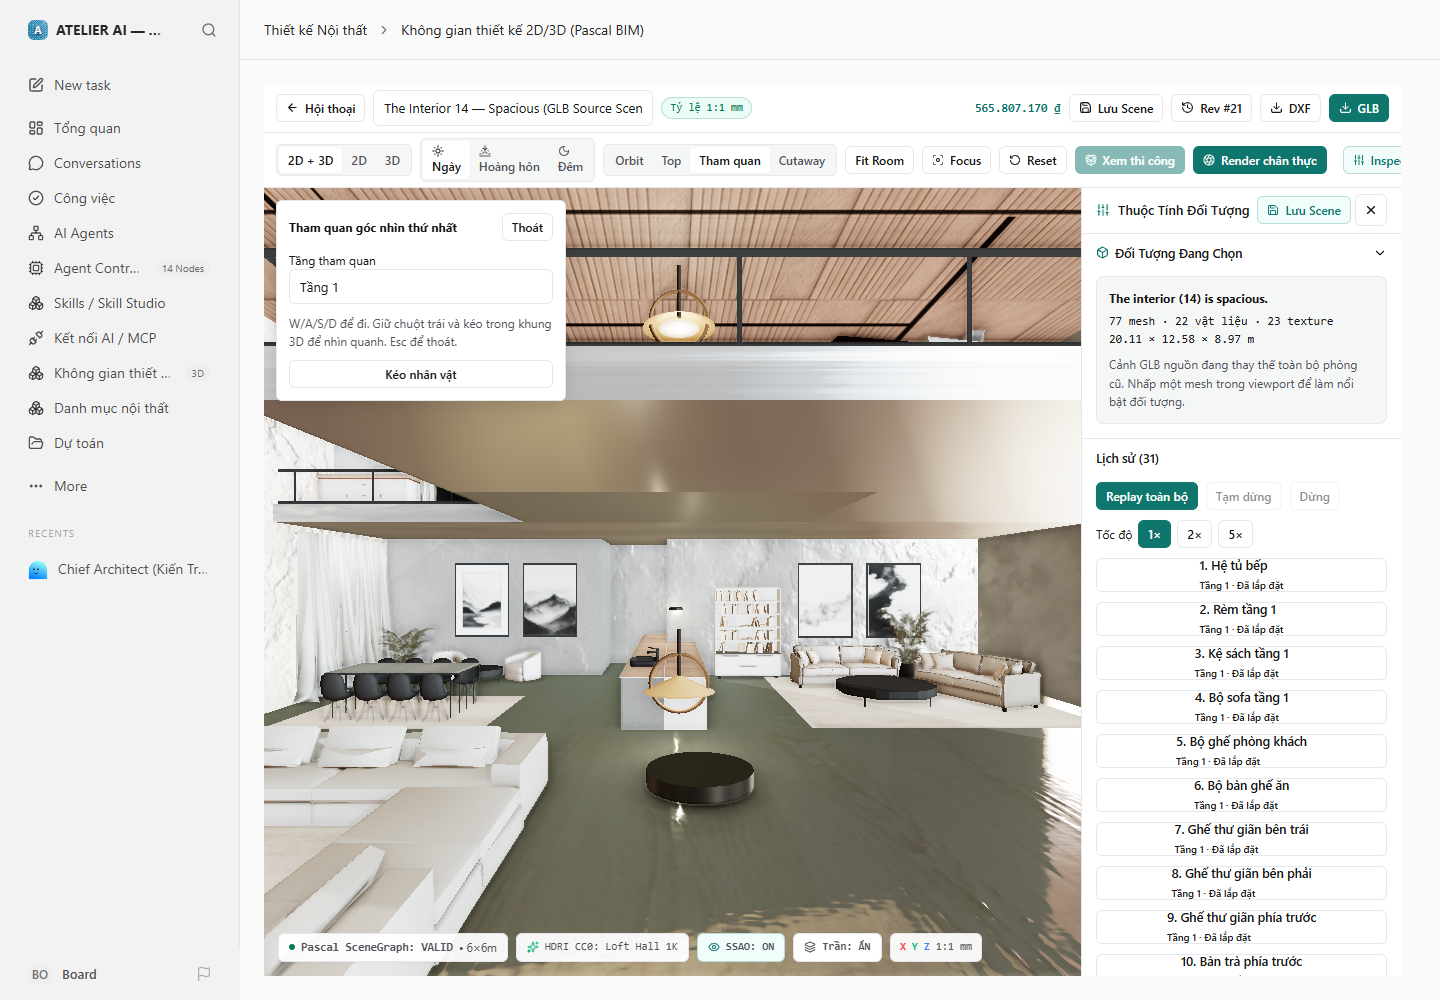 ATELIER AI — ...
New task
Tổng quan
Conversations
Công việc
AI Agents
Agent Contr... 14 Nodes
Skills / Skill Studio
Kết nối AI / MCP
Không gian thiết ... 3D
Danh mục nội thất
Dự toán
More
RECENTS
Chief Architect (Kiến Tr...
BO Board
Thiết kế Nội thất > Không gian thiết kế 2D/3D (Pascal BIM)
Hội thoại
The Interior 14 — Spacious (GLB Source Scen
Tỷ lệ 1:1 mm
565.807.170 ₫
Lưu Scene
Rev #21
DXF
GLB
2D + 3D 2D 3D
Ngày Hoàng hôn Đêm
Orbit Top Tham quan Cutaway
Fit Room
Focus
Reset
Xem thi công
Render chân thực
Inspe
Tham quan góc nhìn thứ nhất
Thoát
Tầng tham quan
Tầng 1
W/A/S/D để đi. Giữ chuột trái và kéo trong khung
3D để nhìn quanh. Esc để thoát.
Kéo nhân vật
Pascal SceneGraph: VALID • 6×6m
HDRI CC0: Loft Hall 1K
SSAO: ON
Trần: ẨN
X Y Z 1:1 mm
Thuộc Tính Đối Tượng
Lưu Scene
Đối Tượng Đang Chọn
The interior (14) is spacious.
77 mesh · 22 vật liệu · 23 texture
20.11 × 12.58 × 8.97 m
Cảnh GLB nguồn đang thay thế toàn bộ phòng
cũ. Nhấp một mesh trong viewport để làm nổi
bật đối tượng.
Lịch sử (31)
Replay toàn bộ
Tạm dừng
Dừng
Tốc độ 1× 2× 5×
1. Hệ tủ bếp
Tầng 1 · Đã lắp đặt
2. Rèm tầng 1
Tầng 1 · Đã lắp đặt
3. Kệ sách tầng 1
Tầng 1 · Đã lắp đặt
4. Bộ sofa tầng 1
Tầng 1 · Đã lắp đặt
5. Bộ ghế phòng khách
Tầng 1 · Đã lắp đặt
6. Bộ bàn ghế ăn
Tầng 1 · Đã lắp đặt
7. Ghế thư giãn bên trái
Tầng 1 · Đã lắp đặt
8. Ghế thư giãn bên phải
Tầng 1 · Đã lắp đặt
9. Ghế thư giãn phía trước
Tầng 1 · Đã lắp đặt
10. Bàn trà phía trước